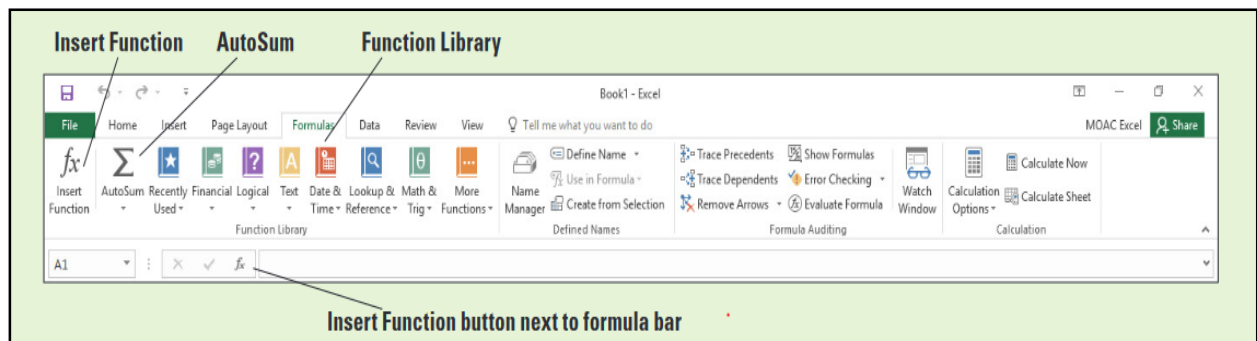 Insert Function AutoSum Function Library
Book1 - Excel
File Home Insert Page Layout Formulas Data Review View Tell me what you want to do MOAC Excel Share
fx Σ ? A θ ...
Insert Function AutoSum Recently Used Financial Logical Text Date & Time Lookup & Reference Math & Trig More Functions
Function Library
Name Manager
Define Name
Use in Formula
Create from Selection
Defined Names
Trace Precedents Show Formulas
Trace Dependents Error Checking
Remove Arrows Evaluate Formula
Watch Window
Formula Auditing
Calculation Options
Calculate Now
Calculate Sheet
Calculation
A1 fx
Insert Function button next to formula bar